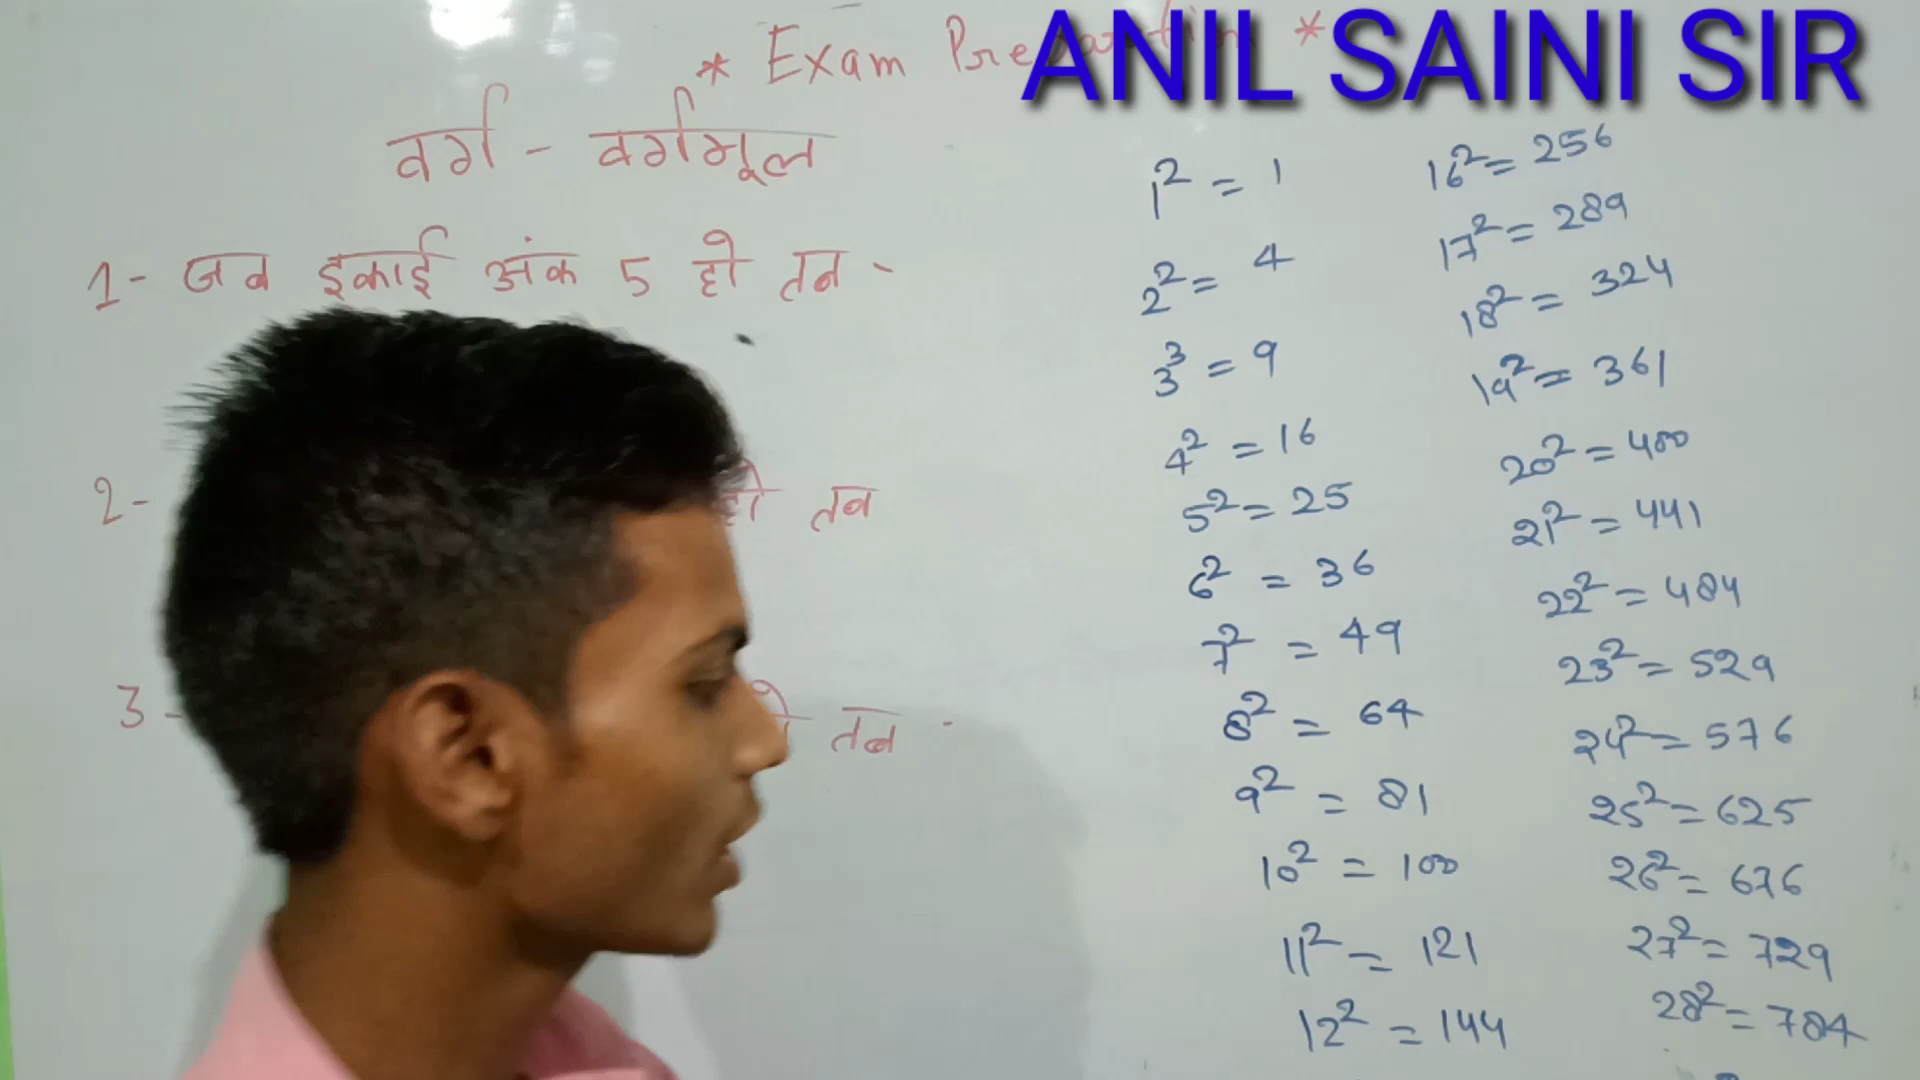 * Exam Preparation *
ANIL SAINI SIR
वर्ग - वर्गमूल
1- जब इकाई अंक 5 हो तब -
2- हो तब
3- हो तब -
1² = 1
2² = 4
3³ = 9
4² = 16
5² = 25
6² = 36
7² = 49
8² = 64
9² = 81
10² = 100
11² = 121
12² = 144
16² = 256
17² = 289
18² = 324
19² = 361
20² = 400
21² = 441
22² = 484
23² = 529
24² = 576
25² = 625
26² = 676
27² = 729
28² = 784